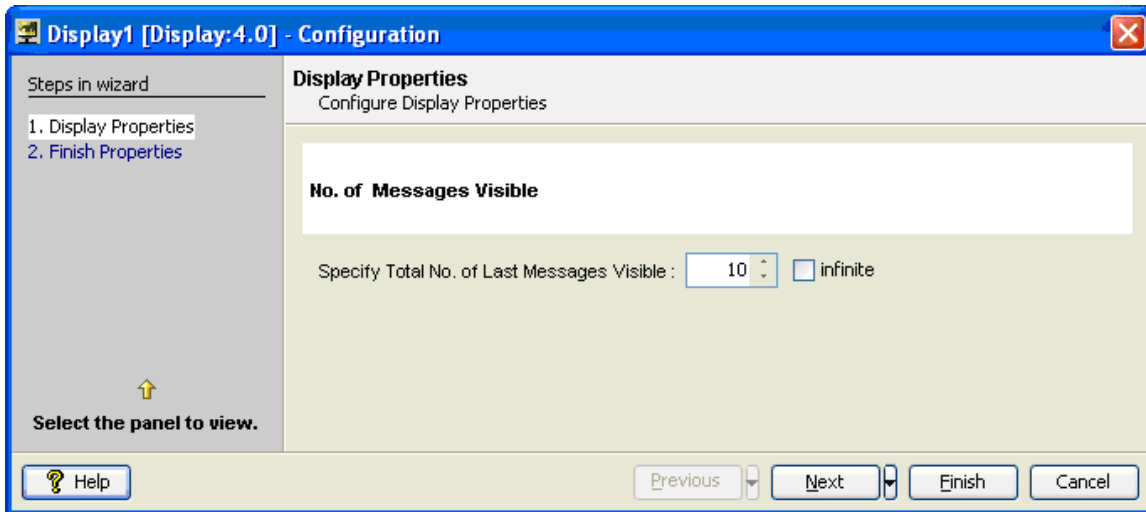 Display1 [Display:4.0] - Configuration
Steps in wizard
1. Display Properties
2. Finish Properties
Select the panel to view.
Display Properties
Configure Display Properties
No. of Messages Visible
Specify Total No. of Last Messages Visible : 10 infinite
Help
Previous Next Finish Cancel